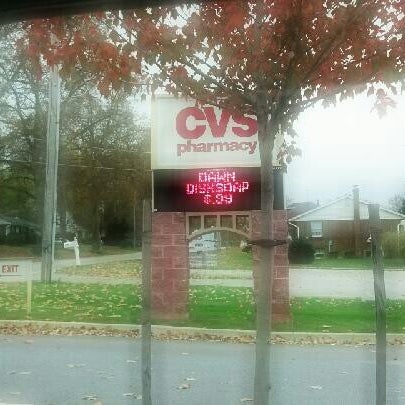 CVS
pharmacy
DAWN
DISHSOAP
$.99
EXIT